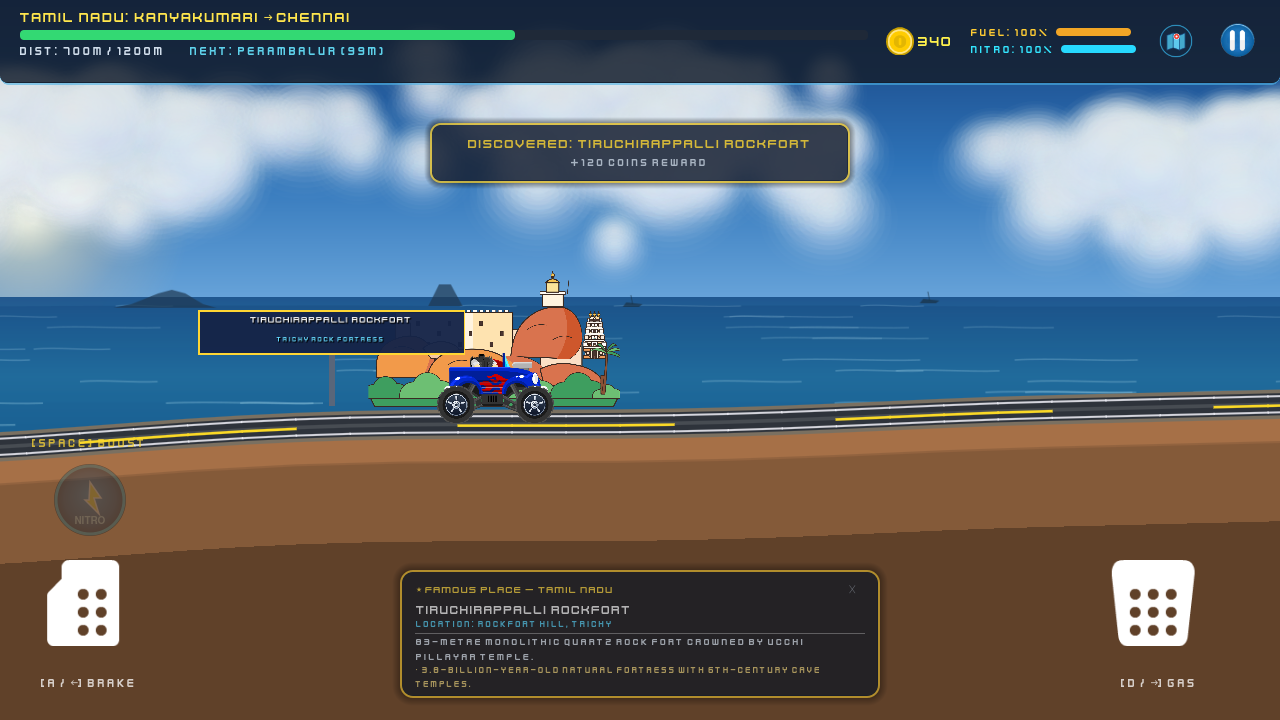 TAMIL NADU: KANYAKUMARI → CHENNAI
DIST: 700M / 1200M
NEXT: PERAMBALUR (99M)
340
FUEL: 100%
NITRO: 100%
DISCOVERED: TIRUCHIRAPPALLI ROCKFORT
+120 COINS REWARD
TIRUCHIRAPPALLI ROCKFORT
TRICHY ROCK FORTRESS
[SPACE] BOOST
NITRO
[A / ←] BRAKE
★ FAMOUS PLACE — TAMIL NADU
X
TIRUCHIRAPPALLI ROCKFORT
LOCATION: ROCKFORT HILL, TRICHY
83-METRE MONOLITHIC QUARTZ ROCK FORT CROWNED BY UCCHI
PILLAYAR TEMPLE.
· 3.8-BILLION-YEAR-OLD NATURAL FORTRESS WITH 6TH-CENTURY CAVE
TEMPLES.
[D / →] GAS